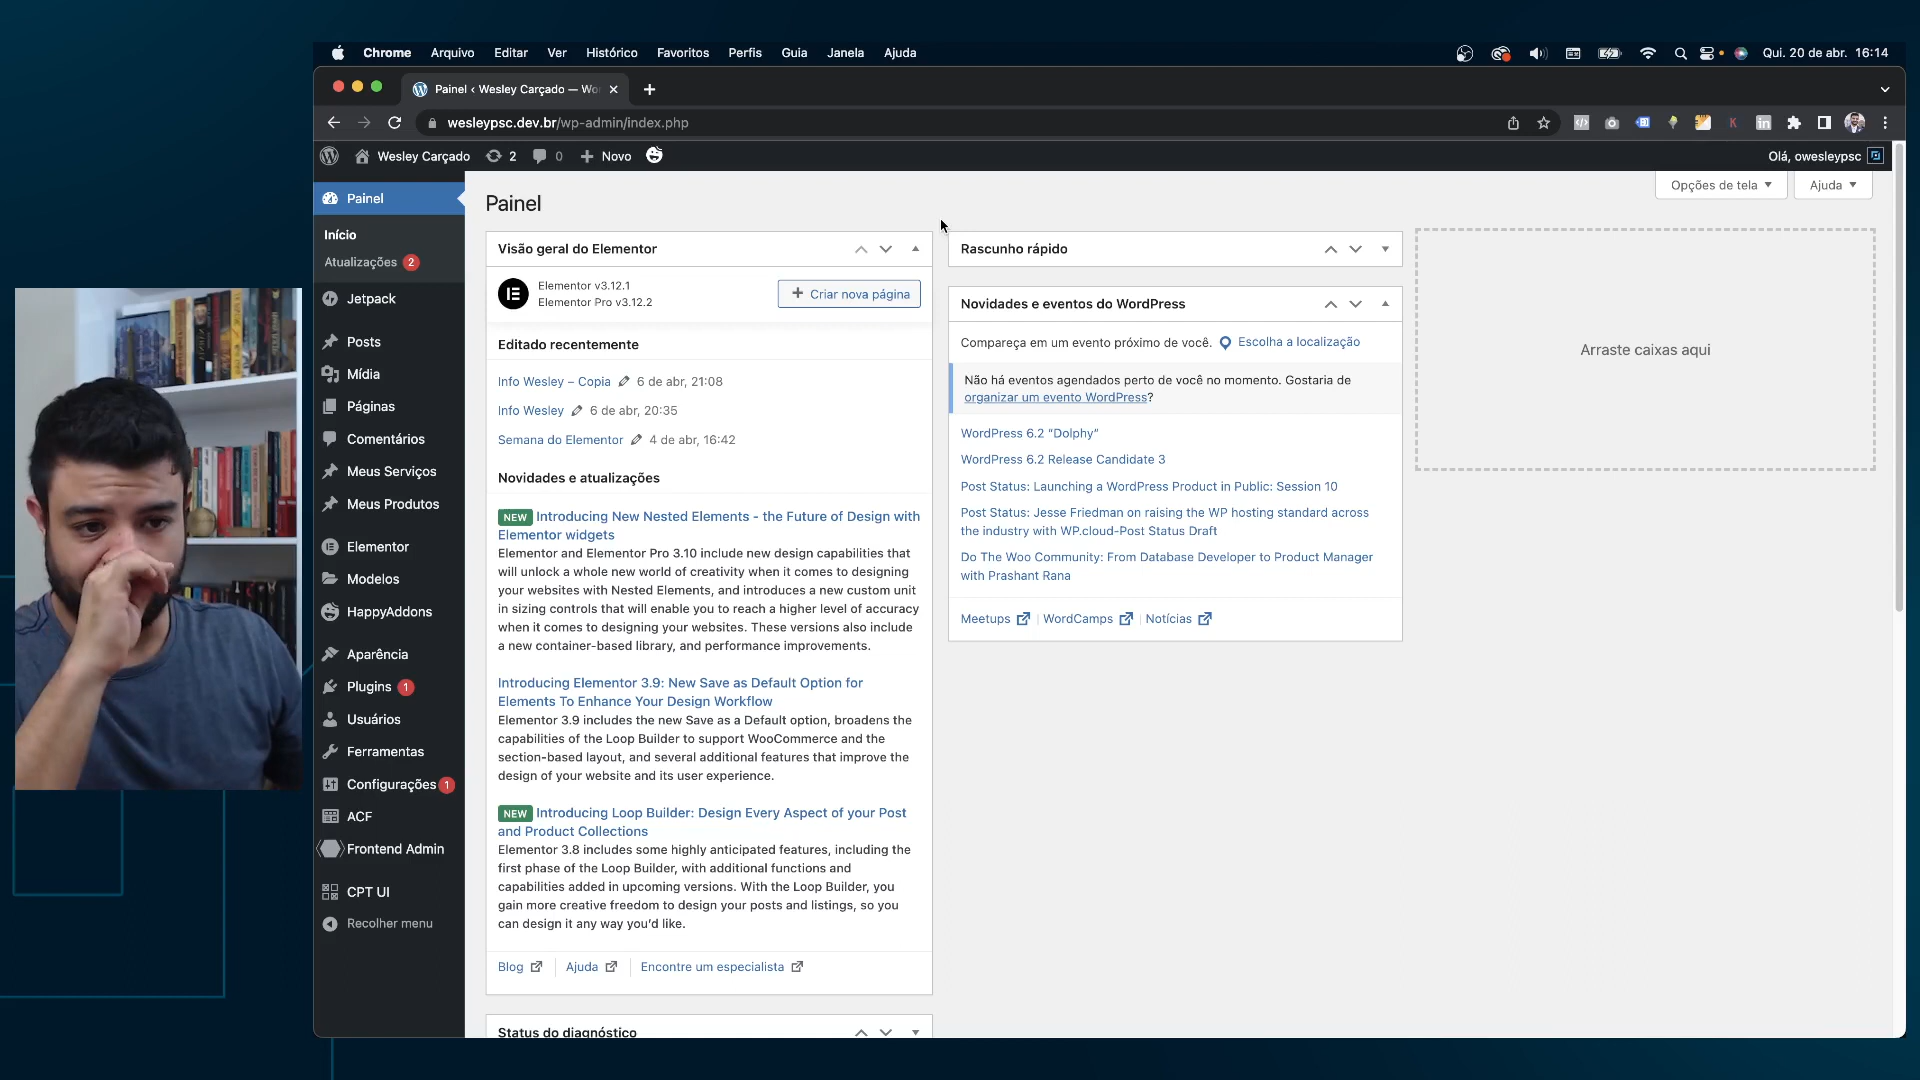 Chrome Arquivo Editar Ver Histórico Favoritos Perfis Guia Janela Ajuda
Qui. 20 de abr. 16:14
Painel ‹ Wesley Carçado — Wo
wesleypsc.dev.br/wp-admin/index.php
Wesley Carçado 2 0 Novo
Olá, owesleypsc
Painel
Início
Atualizações 2
Jetpack
Posts
Mídia
Páginas
Comentários
Meus Serviços
Meus Produtos
Elementor
Modelos
HappyAddons
Aparência
Plugins 1
Usuários
Ferramentas
Configurações 1
ACF
Frontend Admin
CPT UI
Recolher menu
Opções de tela
Ajuda
Painel
Visão geral do Elementor
Elementor v3.12.1
Elementor Pro v3.12.2
Criar nova página
Editado recentemente
Info Wesley – Copia 6 de abr, 21:08
Info Wesley 6 de abr, 20:35
Semana do Elementor 4 de abr, 16:42
Novidades e atualizações
NEW Introducing New Nested Elements - the Future of Design with
Elementor widgets
Elementor and Elementor Pro 3.10 include new design capabilities that
will unlock a whole new world of creativity when it comes to designing
your websites with Nested Elements, and introduces a new custom unit
in sizing controls that will enable you to reach a higher level of accuracy
when it comes to designing your websites. These versions also include
a new container-based library, and performance improvements.
Introducing Elementor 3.9: New Save as Default Option for
Elements To Enhance Your Design Workflow
Elementor 3.9 includes the new Save as a Default option, broadens the
capabilities of the Loop Builder to support WooCommerce and the
section-based layout, and several additional features that improve the
design of your website and its user experience.
NEW Introducing Loop Builder: Design Every Aspect of your Post
and Product Collections
Elementor 3.8 includes some highly anticipated features, including the
first phase of the Loop Builder, with additional functions and
capabilities added in upcoming versions. With the Loop Builder, you
gain more creative freedom to design your posts and listings, so you
can design it any way you'd like.
Blog Ajuda Encontre um especialista
Status do diagnóstico
Rascunho rápido
Novidades e eventos do WordPress
Compareça em um evento próximo de você. Escolha a localização
Não há eventos agendados perto de você no momento. Gostaria de
organizar um evento WordPress?
WordPress 6.2 “Dolphy”
WordPress 6.2 Release Candidate 3
Post Status: Launching a WordPress Product in Public: Session 10
Post Status: Jesse Friedman on raising the WP hosting standard across
the industry with WP.cloud-Post Status Draft
Do The Woo Community: From Database Developer to Product Manager
with Prashant Rana
Meetups WordCamps Notícias
Arraste caixas aqui